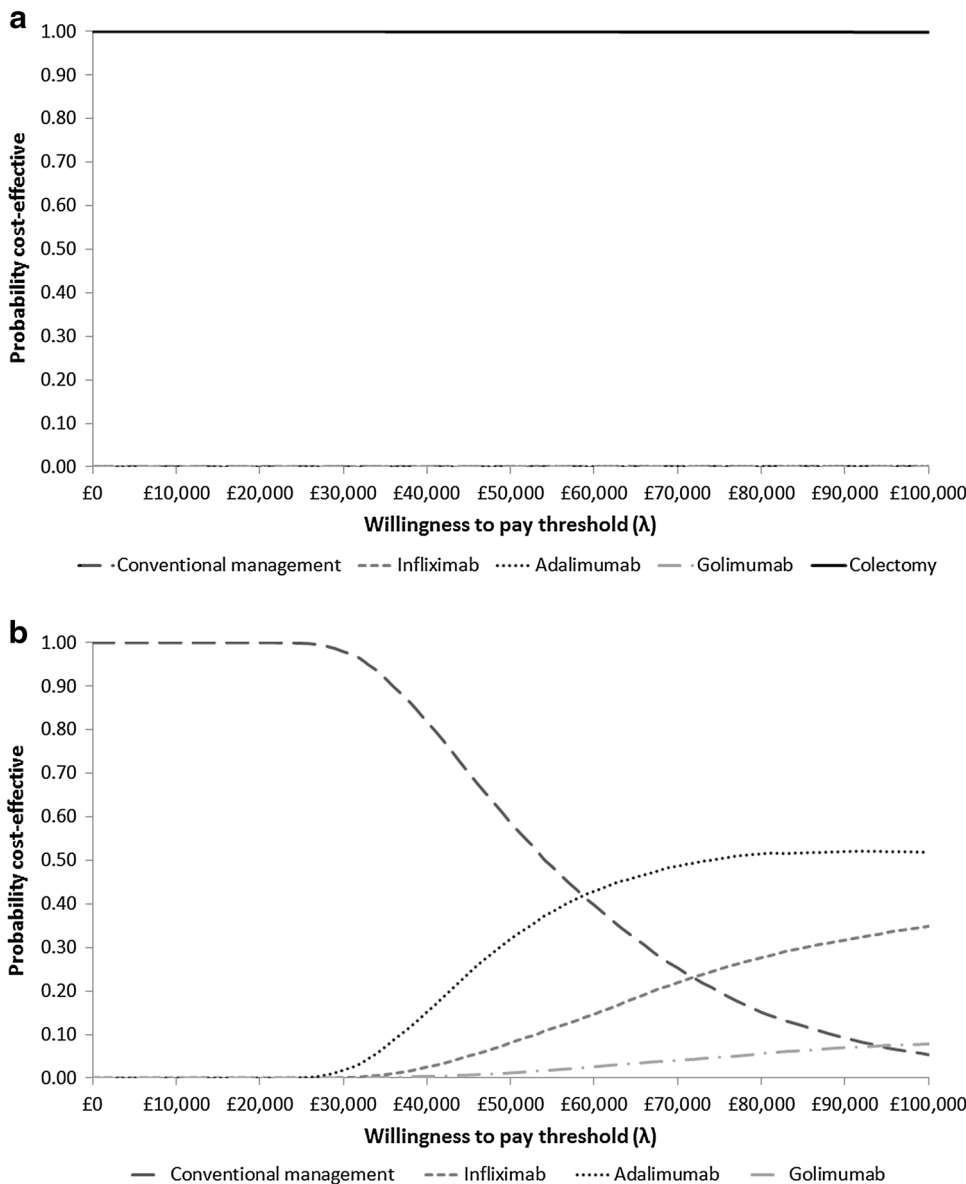 a
1.00
0.90
0.80
0.70
0.60
0.50
0.40
0.30
0.20
0.10
0.00
Probability cost-effective
£0 £10,000 £20,000 £30,000 £40,000 £50,000 £60,000 £70,000 £80,000 £90,000 £100,000
Willingness to pay threshold (λ)
Conventional management Infliximab Adalimumab Golimumab Colectomy
b
1.00
0.90
0.80
0.70
0.60
0.50
0.40
0.30
0.20
0.10
0.00
Probability cost-effective
£0 £10,000 £20,000 £30,000 £40,000 £50,000 £60,000 £70,000 £80,000 £90,000 £100,000
Willingness to pay threshold (λ)
Conventional management Infliximab Adalimumab Golimumab